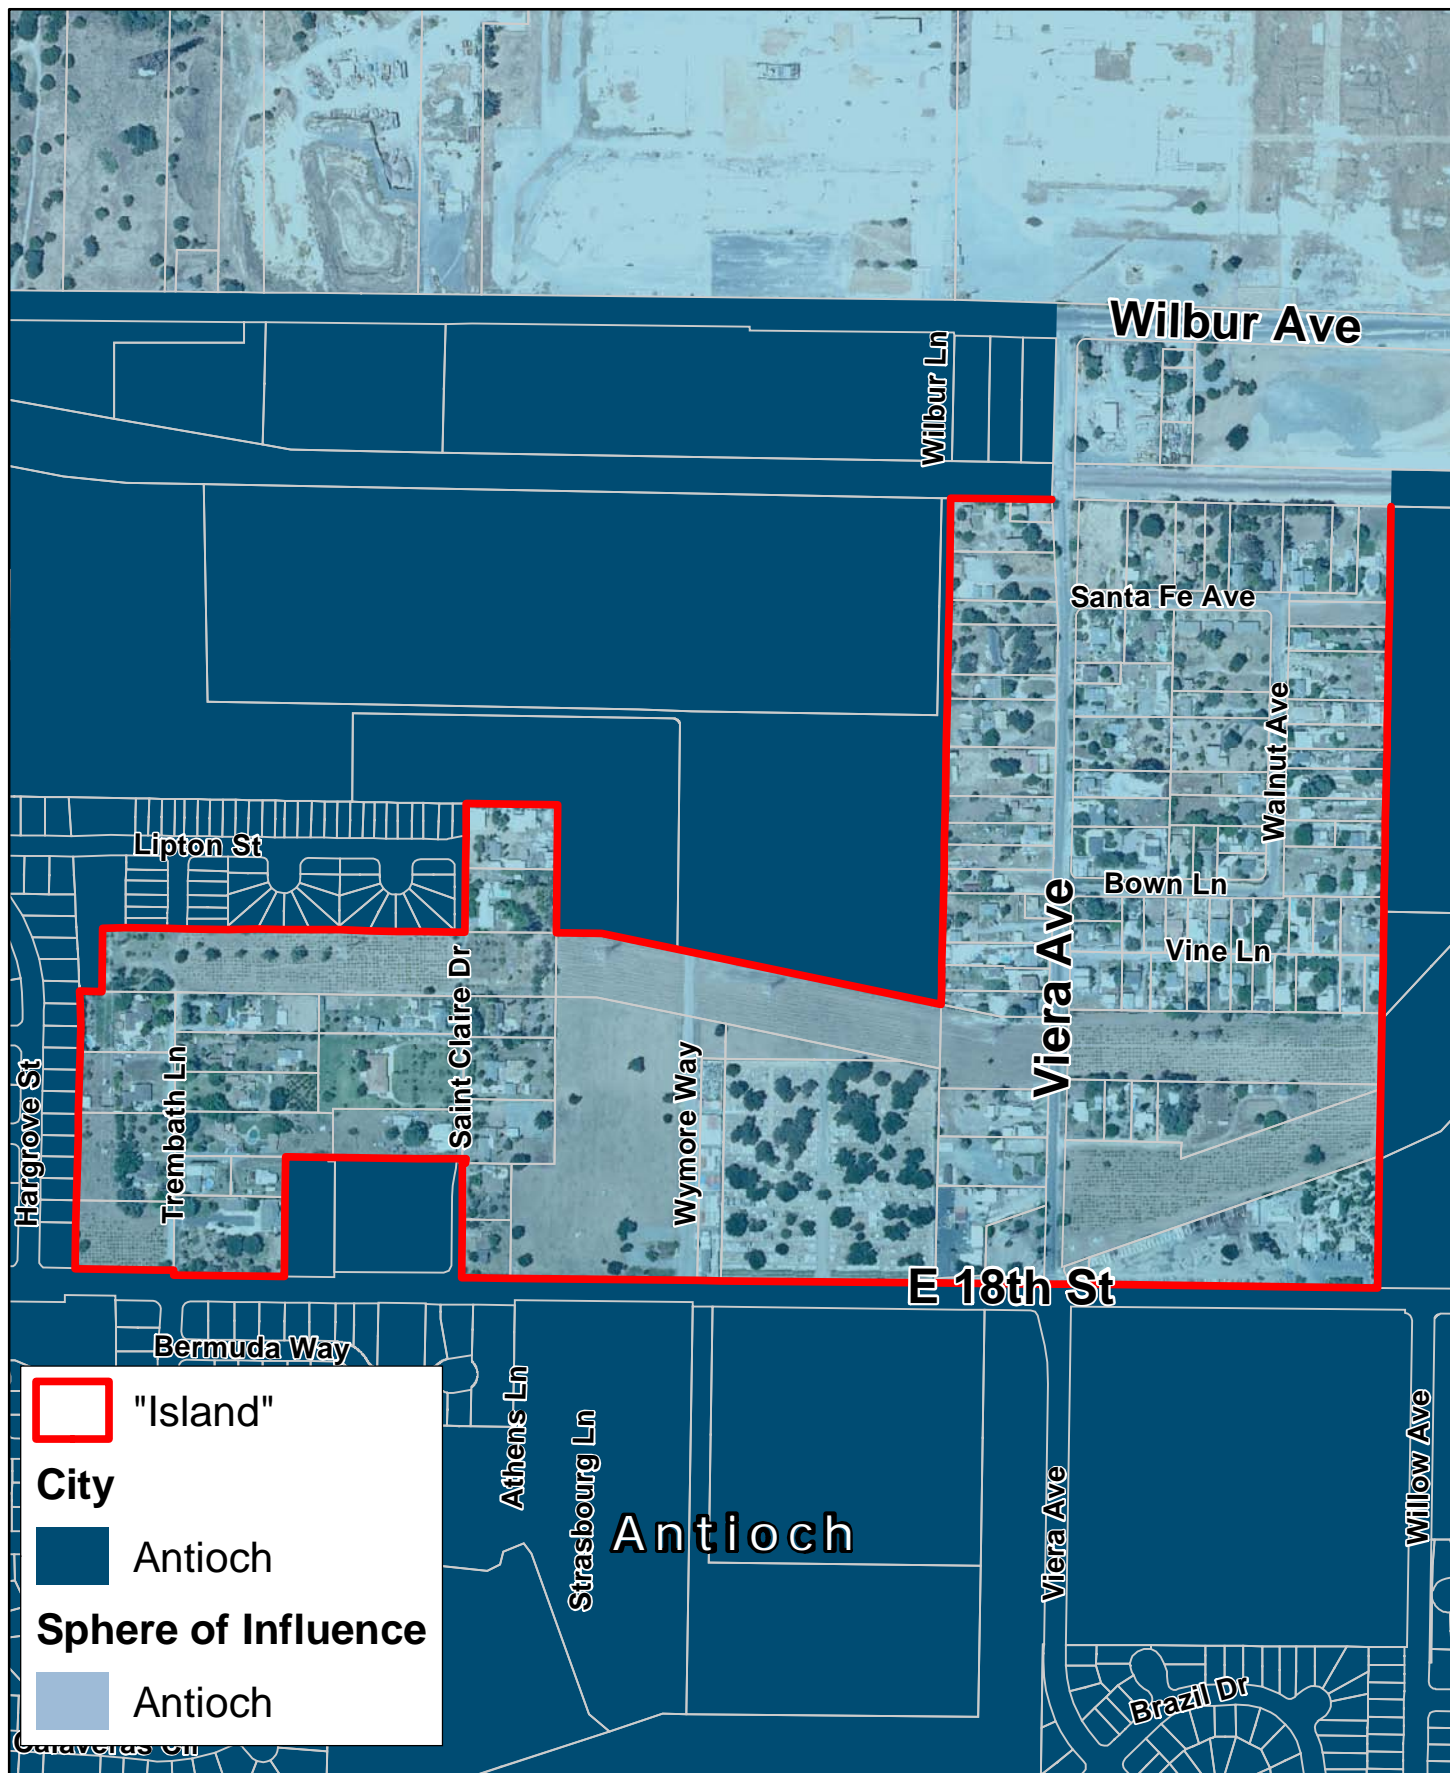 Wilbur Ave
Wilbur Ln
Santa Fe Ave
Walnut Ave
Lipton St
Bown Ln
Viera Ave
Vine Ln
Saint Claire Dr
Hargrove St
Trembath Ln
Wymore Way
E 18th St
Bermuda Way
Athens Ln
Strasbourg Ln
Antioch
Viera Ave
Willow Ave
Brazil Dr
"Island"
City
Antioch
Sphere of Influence
Antioch